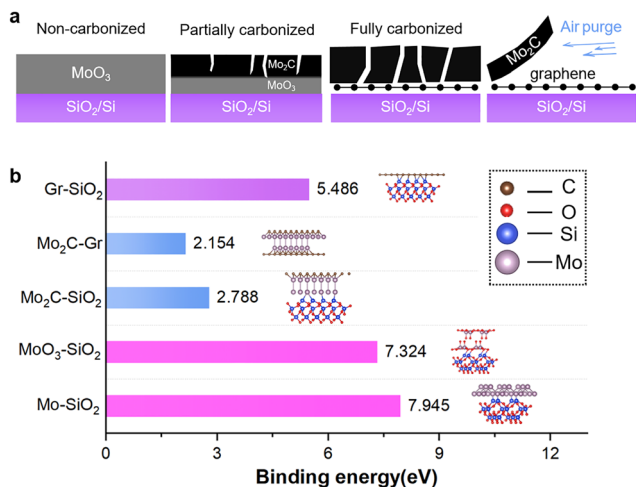 a
Non-carbonized
Partially carbonized
Fully carbonized
Air purge
MoO₃
Mo₂C
MoO₃
Mo₂C
graphene
SiO₂/Si
SiO₂/Si
SiO₂/Si
SiO₂/Si
b
Gr-SiO₂
5.486
Mo₂C-Gr
2.154
Mo₂C-SiO₂
2.788
MoO₃-SiO₂
7.324
Mo-SiO₂
7.945
C
O
Si
Mo
0
3
6
9
12
Binding energy(eV)